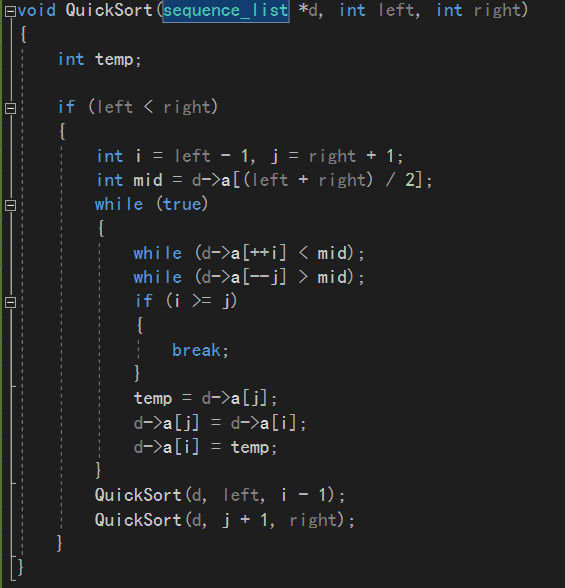 void QuickSort(sequence_list *d, int left, int right)
{
    int temp;

    if (left < right)
    {
        int i = left - 1, j = right + 1;
        int mid = d->a[(left + right) / 2];
        while (true)
        {
            while (d->a[++i] < mid);
            while (d->a[--j] > mid);
            if (i >= j)
            {
                break;
            }
            temp = d->a[j];
            d->a[j] = d->a[i];
            d->a[i] = temp;
        }
        QuickSort(d, left, i - 1);
        QuickSort(d, j + 1, right);
    }
}